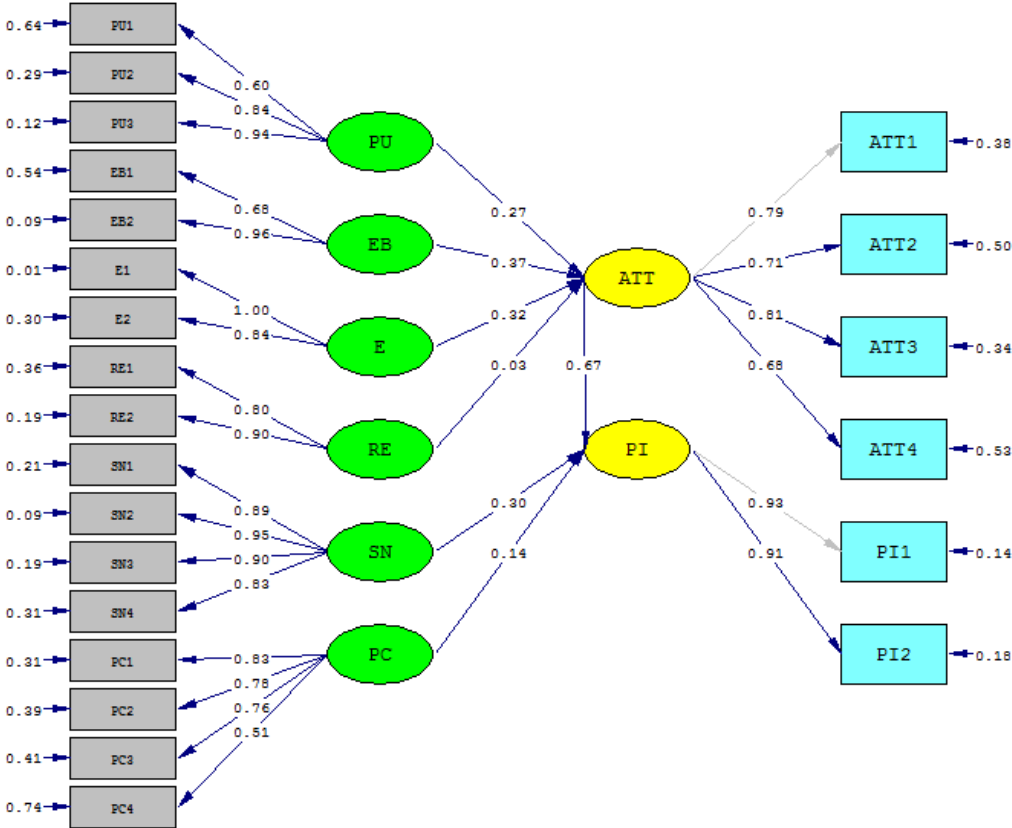 0.64 PU1
0.29 PU2
0.12 PU3
0.54 EB1
0.09 EB2
0.01 E1
0.30 E2
0.36 RE1
0.19 RE2
0.21 SN1
0.09 SN2
0.19 SN3
0.31 SN4
0.31 PC1
0.39 PC2
0.41 PC3
0.74 PC4
0.60
0.84
0.94
0.68
0.96
1.00
0.84
0.80
0.90
0.89
0.95
0.90
0.83
0.83
0.78
0.76
0.51
PU
EB
E
RE
SN
PC
0.27
0.37
0.32
0.03
0.67
0.30
0.14
ATT
PI
0.79
0.71
0.81
0.68
0.93
0.91
ATT1 0.38
ATT2 0.50
ATT3 0.34
ATT4 0.53
PI1 0.14
PI2 0.18